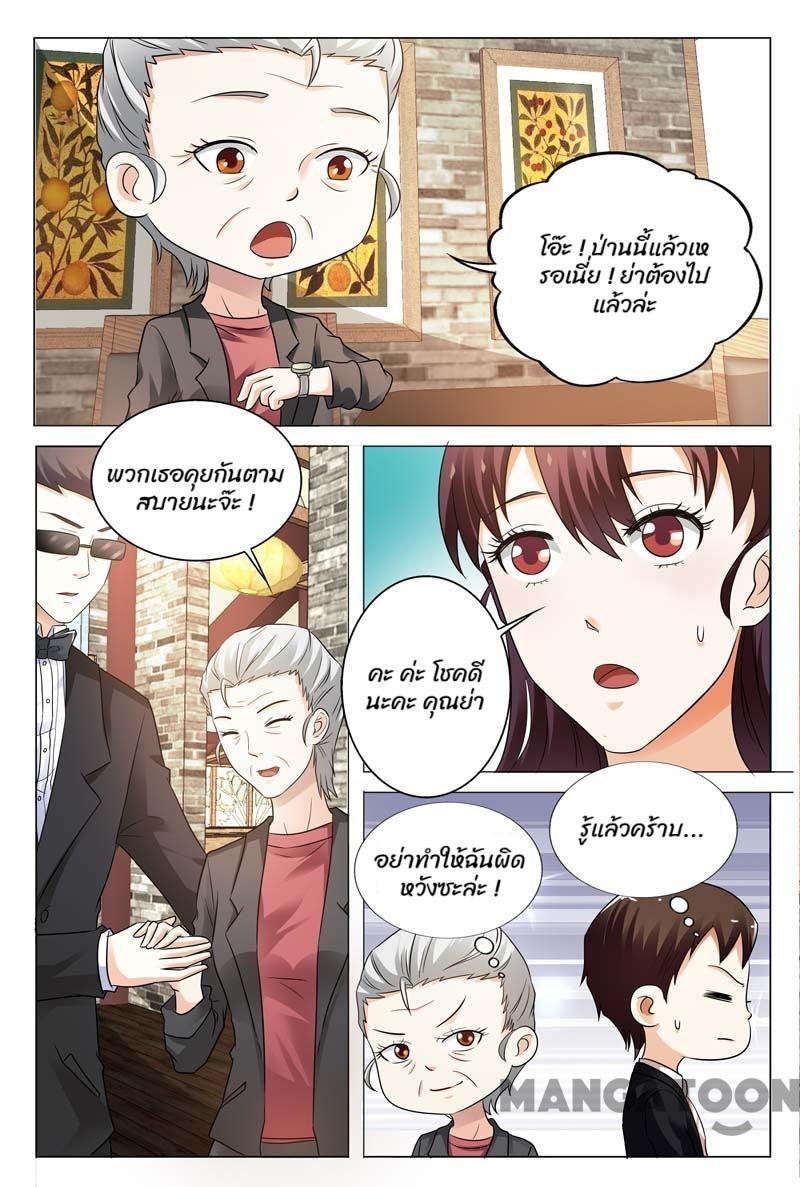 โอ๊ะ ! ป่านนี้แล้วเห
รอเนี่ย ! ย่าต้องไป
แล้วล่ะ
พวกเธอคุยกันตาม
สบายนะจ๊ะ !
คะ ค่ะ โชคดี
นะคะ คุณย่า
อย่าทำให้ฉันผิด
หวังซะล่ะ !
รู้แล้วคร้าบ...
MANGATOON